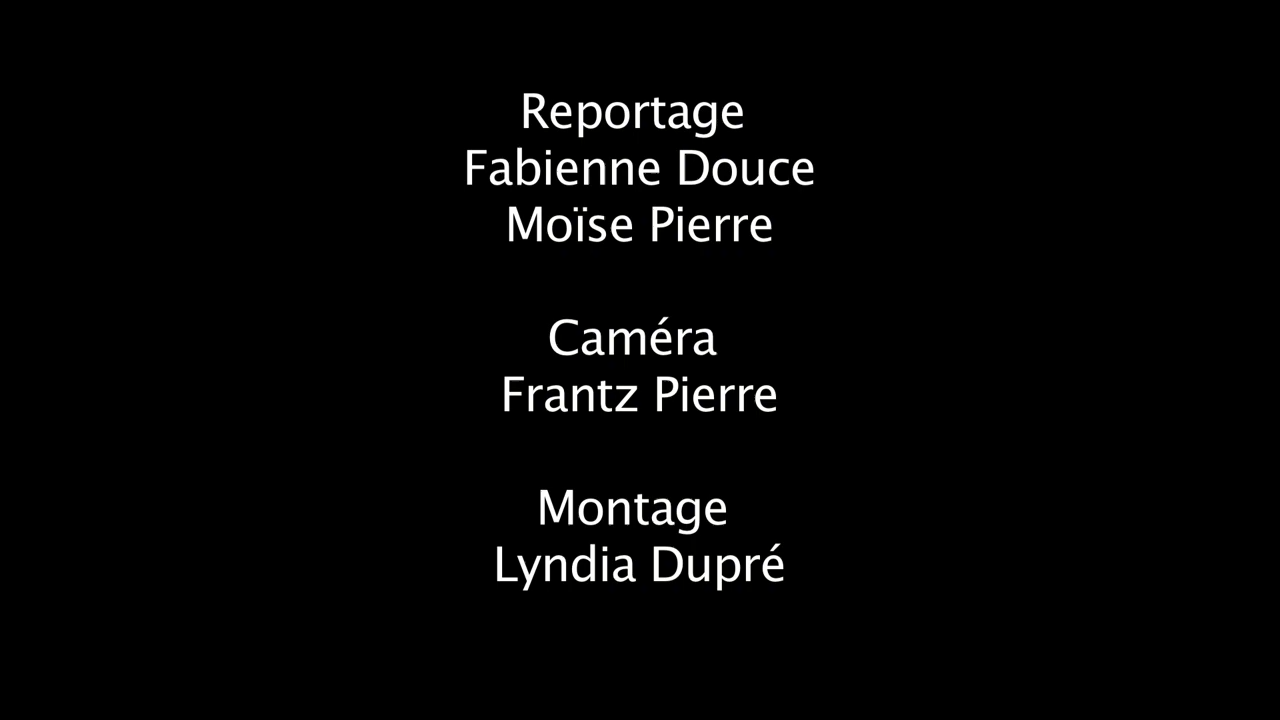 Reportage
Fabienne Douce
Moïse Pierre
Caméra
Frantz Pierre
Montage
Lyndia Dupré